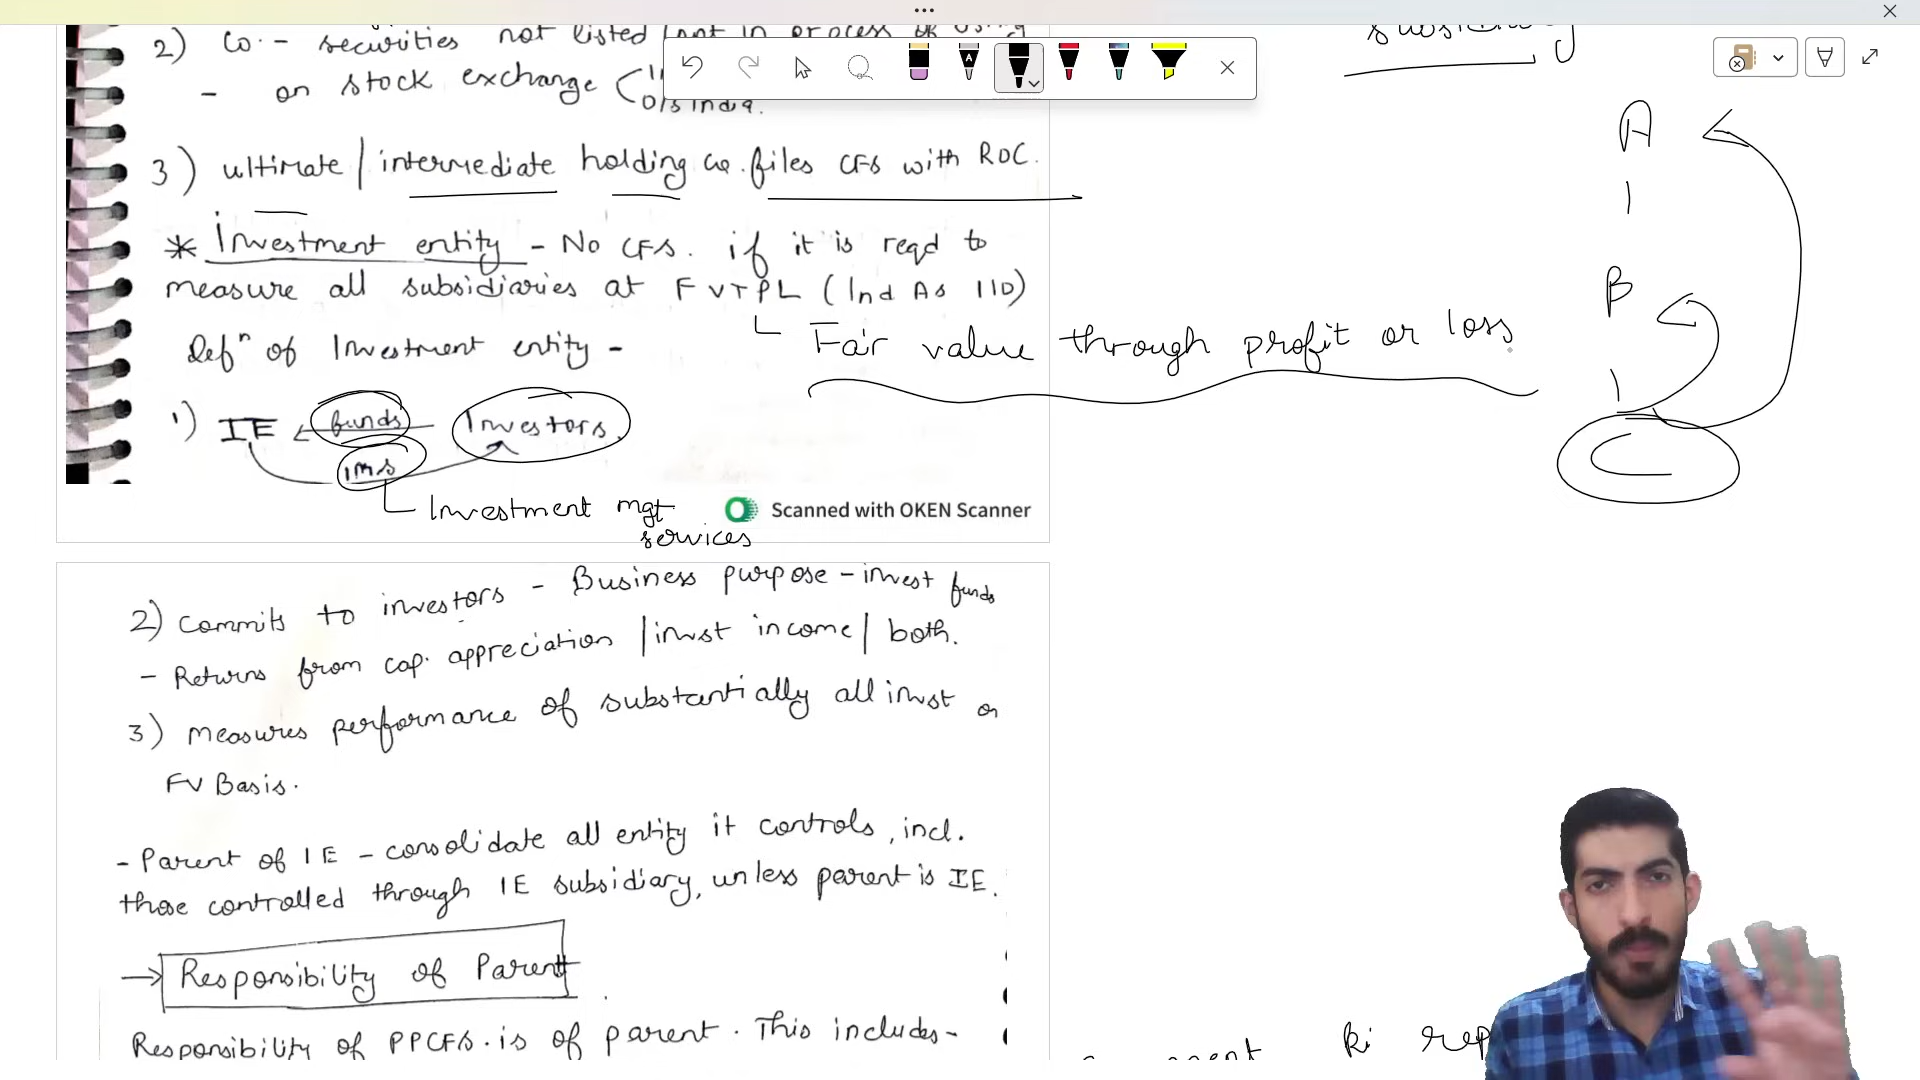 2) Co. - securities not listed
- on stock exchange
3) ultimate / intermediate holding co. files CFS with ROC.
* Investment entity - No CFS. if it is reqd to
measure all subsidiaries at FVTPL (Ind As 110)
Fair value through profit or loss
Defn of Investment entity -
1) IE funds Investors.
IMS
Investment mgt
services
Scanned with OKEN Scanner
2) commits to investors - Business purpose - invest funds
- Returns from cap. appreciation / invst income / both.
3) measures performance of substantially all invst on
FV Basis.
- Parent of IE - consolidate all entity it controls, incl.
those controlled through IE subsidiary, unless parent is IE.
→ Responsibility of Parent
Responsibility of PPCFS. is of parent. This includes -
A
B
C
ki